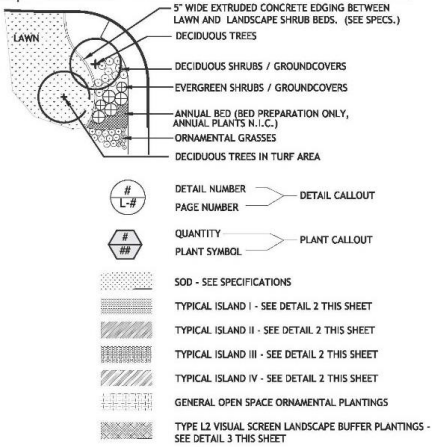 5" WIDE EXTRUDED CONCRETE EDGING BETWEEN
LAWN AND LANDSCAPE SHRUB BEDS. (SEE SPECS.)
LAWN
DECIDUOUS TREES
DECIDUOUS SHRUBS / GROUNDCOVERS
EVERGREEN SHRUBS / GROUNDCOVERS
ANNUAL BED (BED PREPARATION ONLY,
ANNUAL PLANTS N.I.C.)
ORNAMENTAL GRASSES
DECIDUOUS TREES IN TURF AREA
#
L-#
DETAIL NUMBER
PAGE NUMBER
DETAIL CALLOUT
#
##
QUANTITY
PLANT SYMBOL
PLANT CALLOUT
SOD - SEE SPECIFICATIONS
TYPICAL ISLAND I - SEE DETAIL 2 THIS SHEET
TYPICAL ISLAND II - SEE DETAIL 2 THIS SHEET
TYPICAL ISLAND III - SEE DETAIL 2 THIS SHEET
TYPICAL ISLAND IV - SEE DETAIL 2 THIS SHEET
GENERAL OPEN SPACE ORNAMENTAL PLANTINGS
TYPE L2 VISUAL SCREEN LANDSCAPE BUFFER PLANTINGS -
SEE DETAIL 3 THIS SHEET